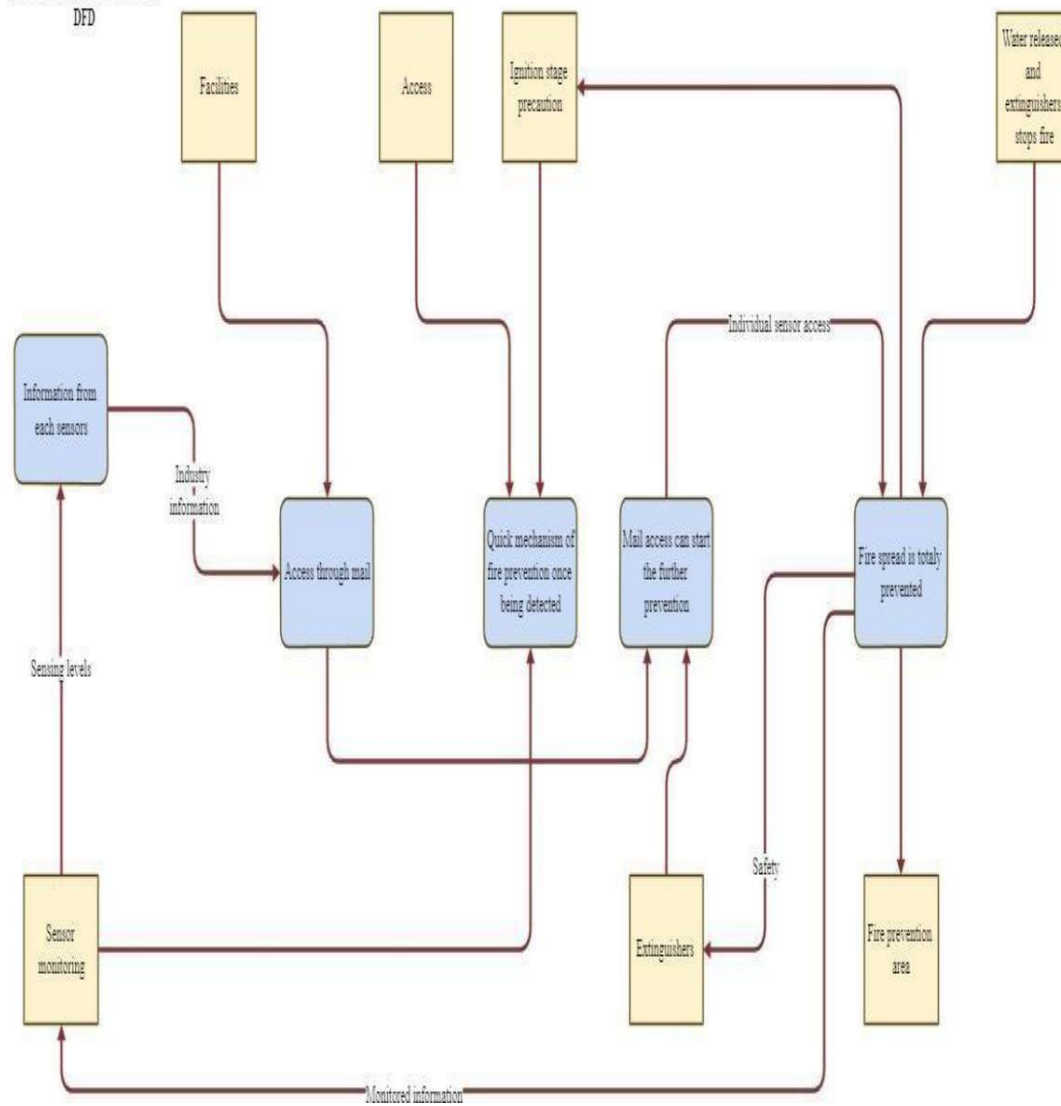 DFD
Facilities
Access
Ignition stage
precaution
Water released
and
extinguishers
stops fire
Individual sensor access
Information from
each sensors
Industry
information
Access through mail
Quick mechanism of
fire prevention once
being detected
Mail access can start
the further
prevention
Fire spread is totaly
prevented
Sensing levels
Safety
Sensor
monitoring
Extinguishers
Fire prevention
area
Monitored information